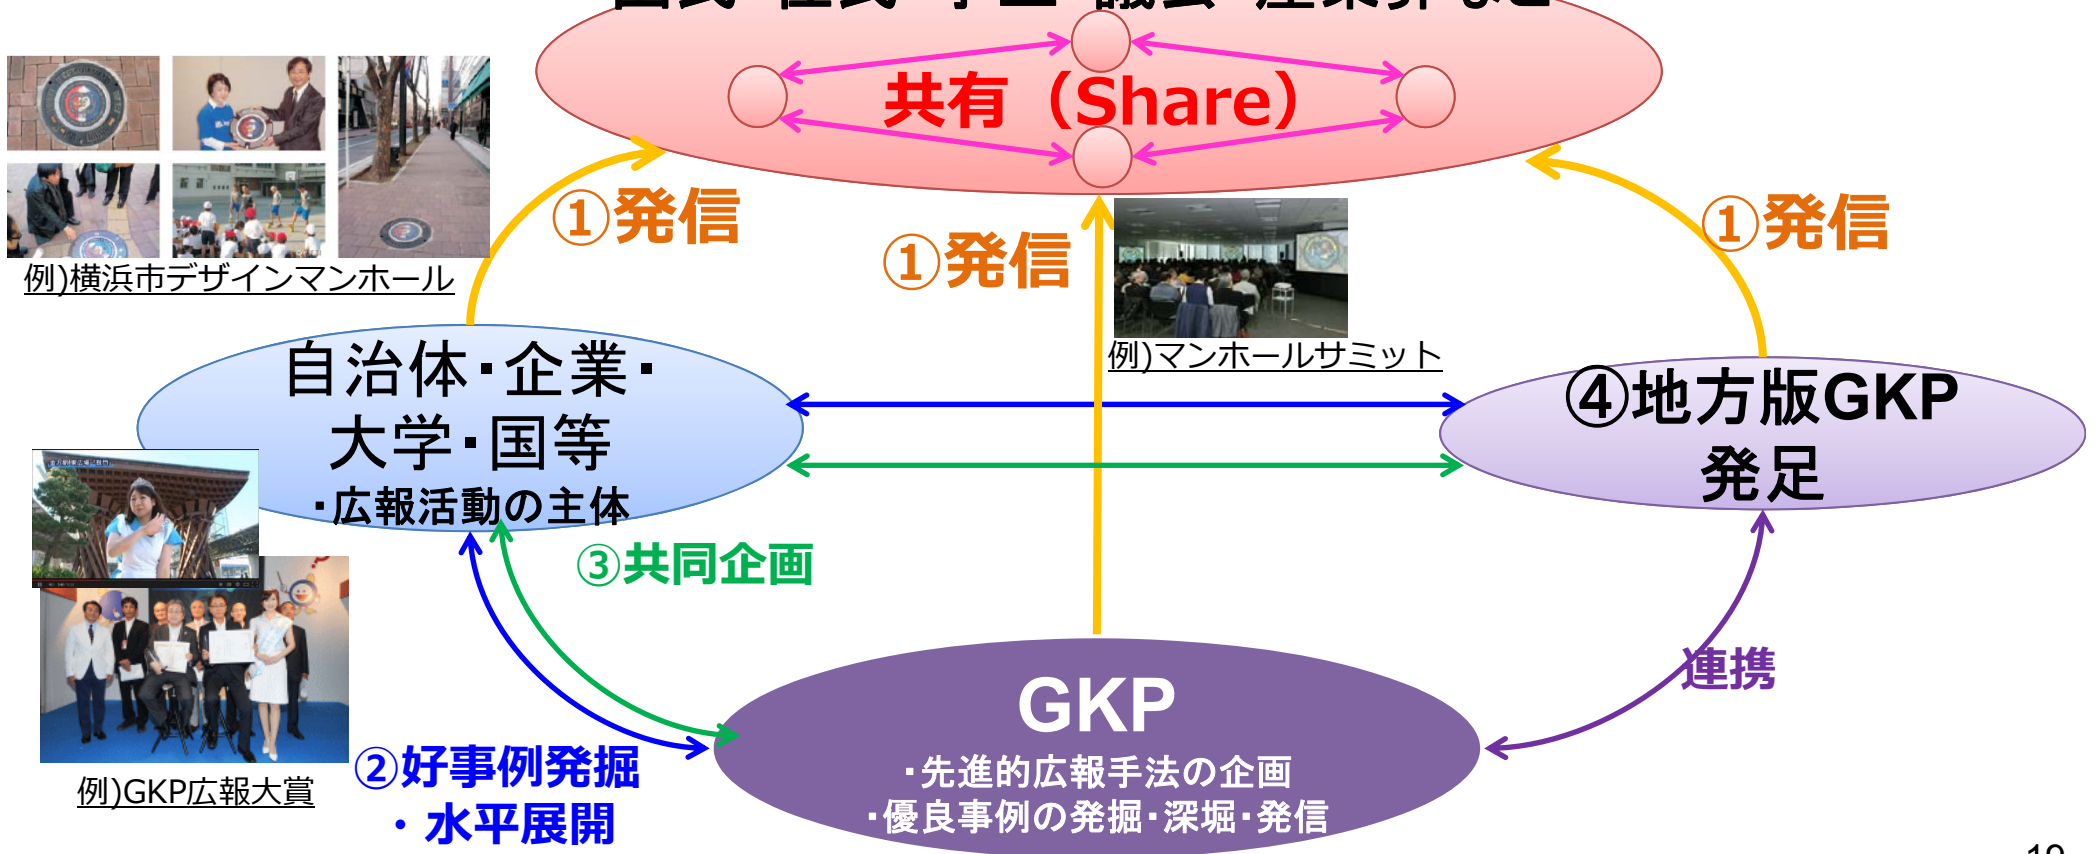 共有（Share）
①発信
①発信
①発信
例)横浜市デザインマンホール
例)マンホールサミット
自治体・企業・
大学・国等
・広報活動の主体
④地方版GKP
発足
③共同企画
連携
GKP
・先進的広報手法の企画
・優良事例の発掘・深堀・発信
②好事例発掘
・水平展開
例)GKP広報大賞